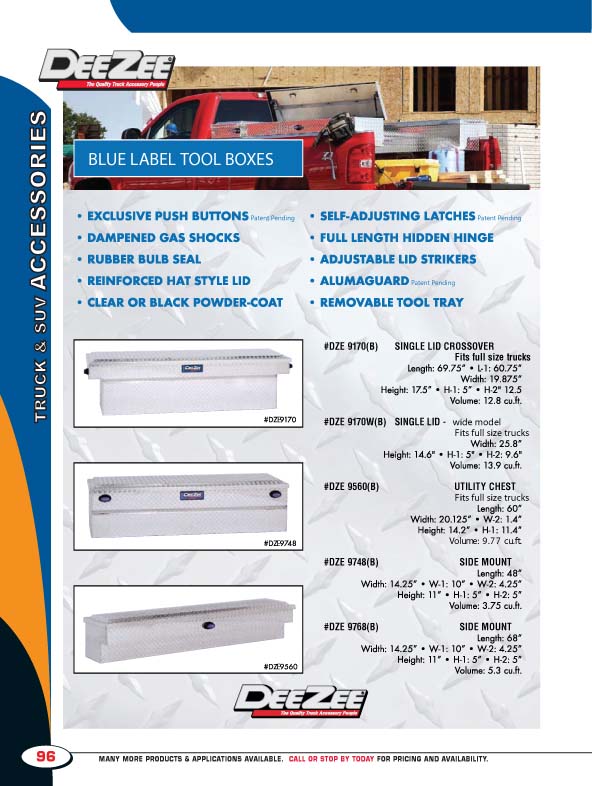 DEEZEE
The Quality Truck Accessory People
TRUCK & SUV ACCESSORIES
BLUE LABEL TOOL BOXES
• EXCLUSIVE PUSH BUTTONS Patent Pending
• DAMPENED GAS SHOCKS
• RUBBER BULB SEAL
• REINFORCED HAT STYLE LID
• CLEAR OR BLACK POWDER-COAT
• SELF-ADJUSTING LATCHES Patent Pending
• FULL LENGTH HIDDEN HINGE
• ADJUSTABLE LID STRIKERS
• ALUMAGUARD Patent Pending
• REMOVABLE TOOL TRAY
DEEZEE
#DZE9170
DEEZEE
#DZE9748
#DZE9560
#DZE 9170(B) SINGLE LID CROSSOVER
Fits full size trucks
Length: 69.75” • L-1: 60.75”
Width: 19.875”
Height: 17.5” • H-1: 5” • H-2" 12.5
Volume: 12.8 cu.ft.
#DZE 9170W(B) SINGLE LID - wide model
Fits full size trucks
Width: 25.8”
Height: 14.6" • H-1: 5" • H-2: 9.6"
Volume: 13.9 cu.ft.
#DZE 9560(B) UTILITY CHEST
Fits full size trucks
Length: 60”
Width: 20.125” • W-2: 1.4”
Height: 14.2” • H-1: 11.4”
Volume: 9.77 cu.ft.
#DZE 9748(B) SIDE MOUNT
Length: 48”
Width: 14.25” • W-1: 10” • W-2: 4.25”
Height: 11” • H-1: 5” • H-2: 5”
Volume: 3.75 cu.ft.
#DZE 9768(B) SIDE MOUNT
Length: 68”
Width: 14.25” • W-1: 10” • W-2: 4.25”
Height: 11” • H-1: 5” • H-2: 5”
Volume: 5.3 cu.ft.
DEEZEE
The Quality Truck Accessory People
96
MANY MORE PRODUCTS & APPLICATIONS AVAILABLE. CALL OR STOP BY TODAY FOR PRICING AND AVAILABILITY.